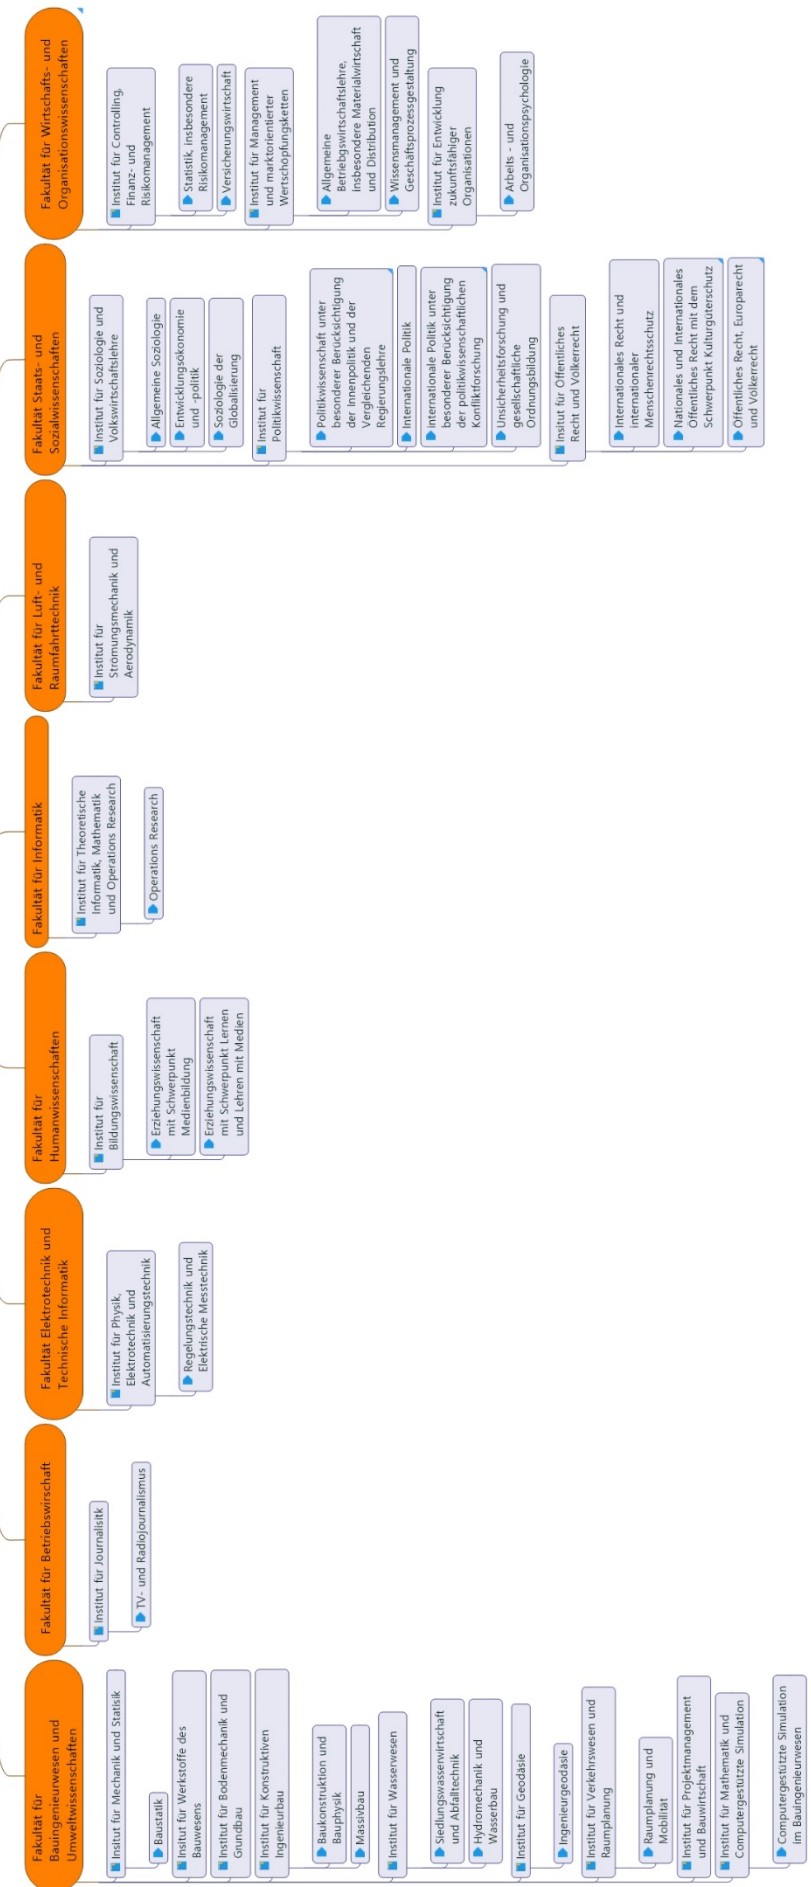 Fakultät für
Bauingenieurwesen und
Umweltwissenschaften
Insitut für Mechanik und Statisik
Baustatik
Insitut für Werkstoffe des
Bauwesens
Institut für Bodenmechanik und
Grundbau
Institut für Konstruktiven
Ingenieurbau
Baukonstruktion und
Bauphysik
Massivbau
Institut für Wasserwesen
Siedlungswasserwirtschaft
und Abfalltechnik
Hydromechanik und
Wasserbau
Institut für Geodäsie
Ingenieurgeodäsie
Institut für Verkehrswesen und
Raumplanung
Raumplanung und
Mobilität
Institut für Projektmanagement
und Bauwirtschaft
Institut für Mathematik und
Computergestützte Simulation
Computergestützte Simulation
im Bauingenieurwesen
Fakultät für Betriebswirschaft
Institut für Journalisitk
TV- und Radiojournalismus
Fakultät Elektrotechnik und
Technische Informatik
Institut für Physik,
Elektrotechnik und
Automatisierungstechnik
Regelungstechnik und
Elektrische Messtechnik
Fakultät für
Humanwissenschaften
Institut für
Bildungswissenschaft
Erziehungswissenschaft
mit Schwerpunkt
Medienbildung
Erziehungswissenschaft
mit Schwerpunkt Lernen
und Lehren mit Medien
Fakultät für Informatik
Institut für Theoretische
Informatik, Mathematik
und Operations Research
Operations Research
Fakultät für Luft- und
Raumfahrttechnik
Institut für
Strömungsmechanik und
Aerodynamik
Fakultät Staats- und
Sozialwissenschaften
Institut für Soziologie und
Volkswirtschaftslehre
Allgemeine Soziologie
Entwicklungsökonomie
und -politik
Soziologie der
Globalisierung
Institut für
Politikwissenschaft
Politikwissenschaft unter
besonderer Berücksichtigung
der Innenpolitik und der
Vergleichenden
Regierungslehre
Internationale Politik
Internationale Politik unter
besonderer Berücksichtigung
der politikwissenschaftlichen
Konfliktforschung
Unsicherheitsforschung und
gesellschaftliche
Ordnungsbildung
Insitut für Öffentliches
Recht und Völkerrecht
Internationales Recht und
internationaler
Menschenrechtsschutz
Nationales und Internationales
Öffentliches Recht mit dem
Schwerpunkt Kulturgüterschutz
Öffentliches Recht, Europarecht
und Völkerrecht
Fakultät für Wirtschafts- und
Organisationswissenschaften
Institut für Controlling,
Finanz- und
Risikomanagement
Statistik, insbesondere
Risikomanagement
Versicherungswirtschaft
Institut für Management
und marktorientierter
Wertschöpfungsketten
Allgemeine
Betriebgswirtschaftslehre,
insbesondere Materialwirtschaft
und Distribution
Wissensmanagement und
Geschäftsprozessgestaltung
Institut für Entwicklung
zukunftsfähiger
Organisationen
Arbeits - und
Organisationspsychologie